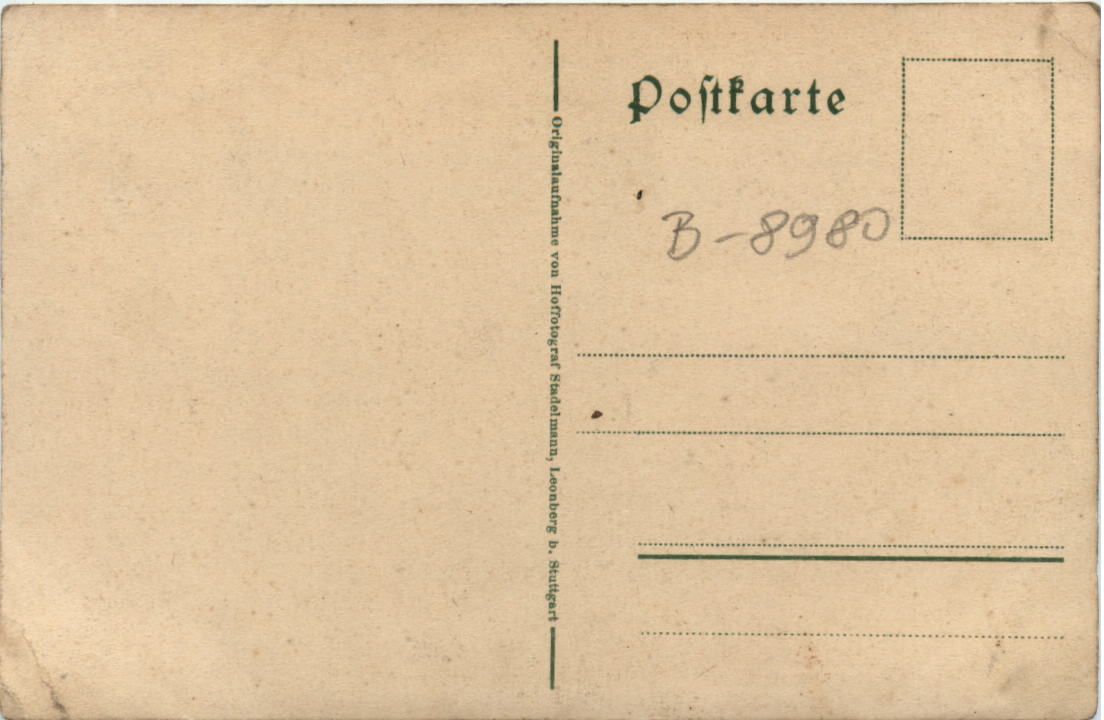 Originalaufnahme von Hoffotograf Stadelmann, Leonberg b. Stuttgart
Poſtkarte
B-8980